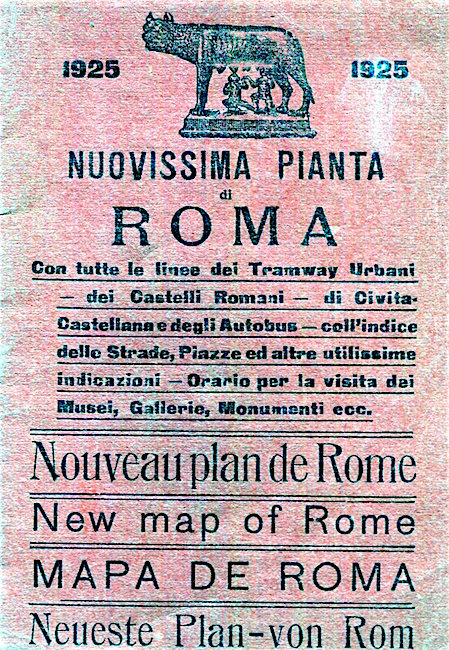 1925 1925
NUOVISSIMA PIANTA
di
ROMA
Con tutte le linee dei Tramway Urbani
— dei Castelli Romani — di Civita-
Castellana e degli Autobus — coll'indice
delle Strade, Piazze ed altre utilissime
indicazioni — Orario per la visita dei
Musei, Gallerie, Monumenti ecc.
Nouveau plan de Rome
New map of Rome
MAPA DE ROMA
Neueste Plan-von Rom